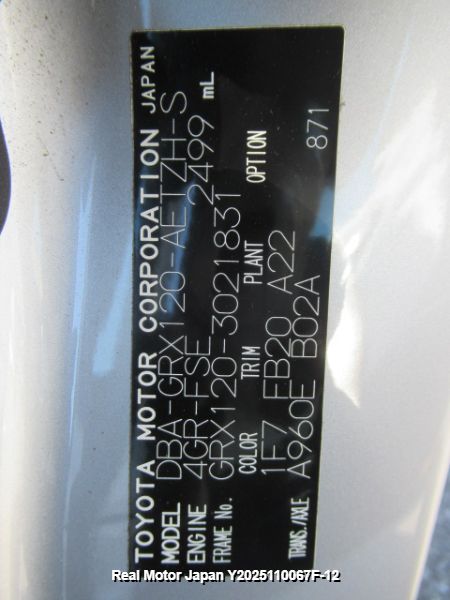 TOYOTA MOTOR CORPORATION JAPAN
MODEL DBA-GRX120-AETZH-S
ENGINE 4GR-FSE 2499 mL
FRAME No. GRX120-3021831
COLOR TRIM PLANT OPTION
1F7 FB20 A22 871
TRANS./AXLE A960E B02A
Real Motor Japan Y2025110067F-12